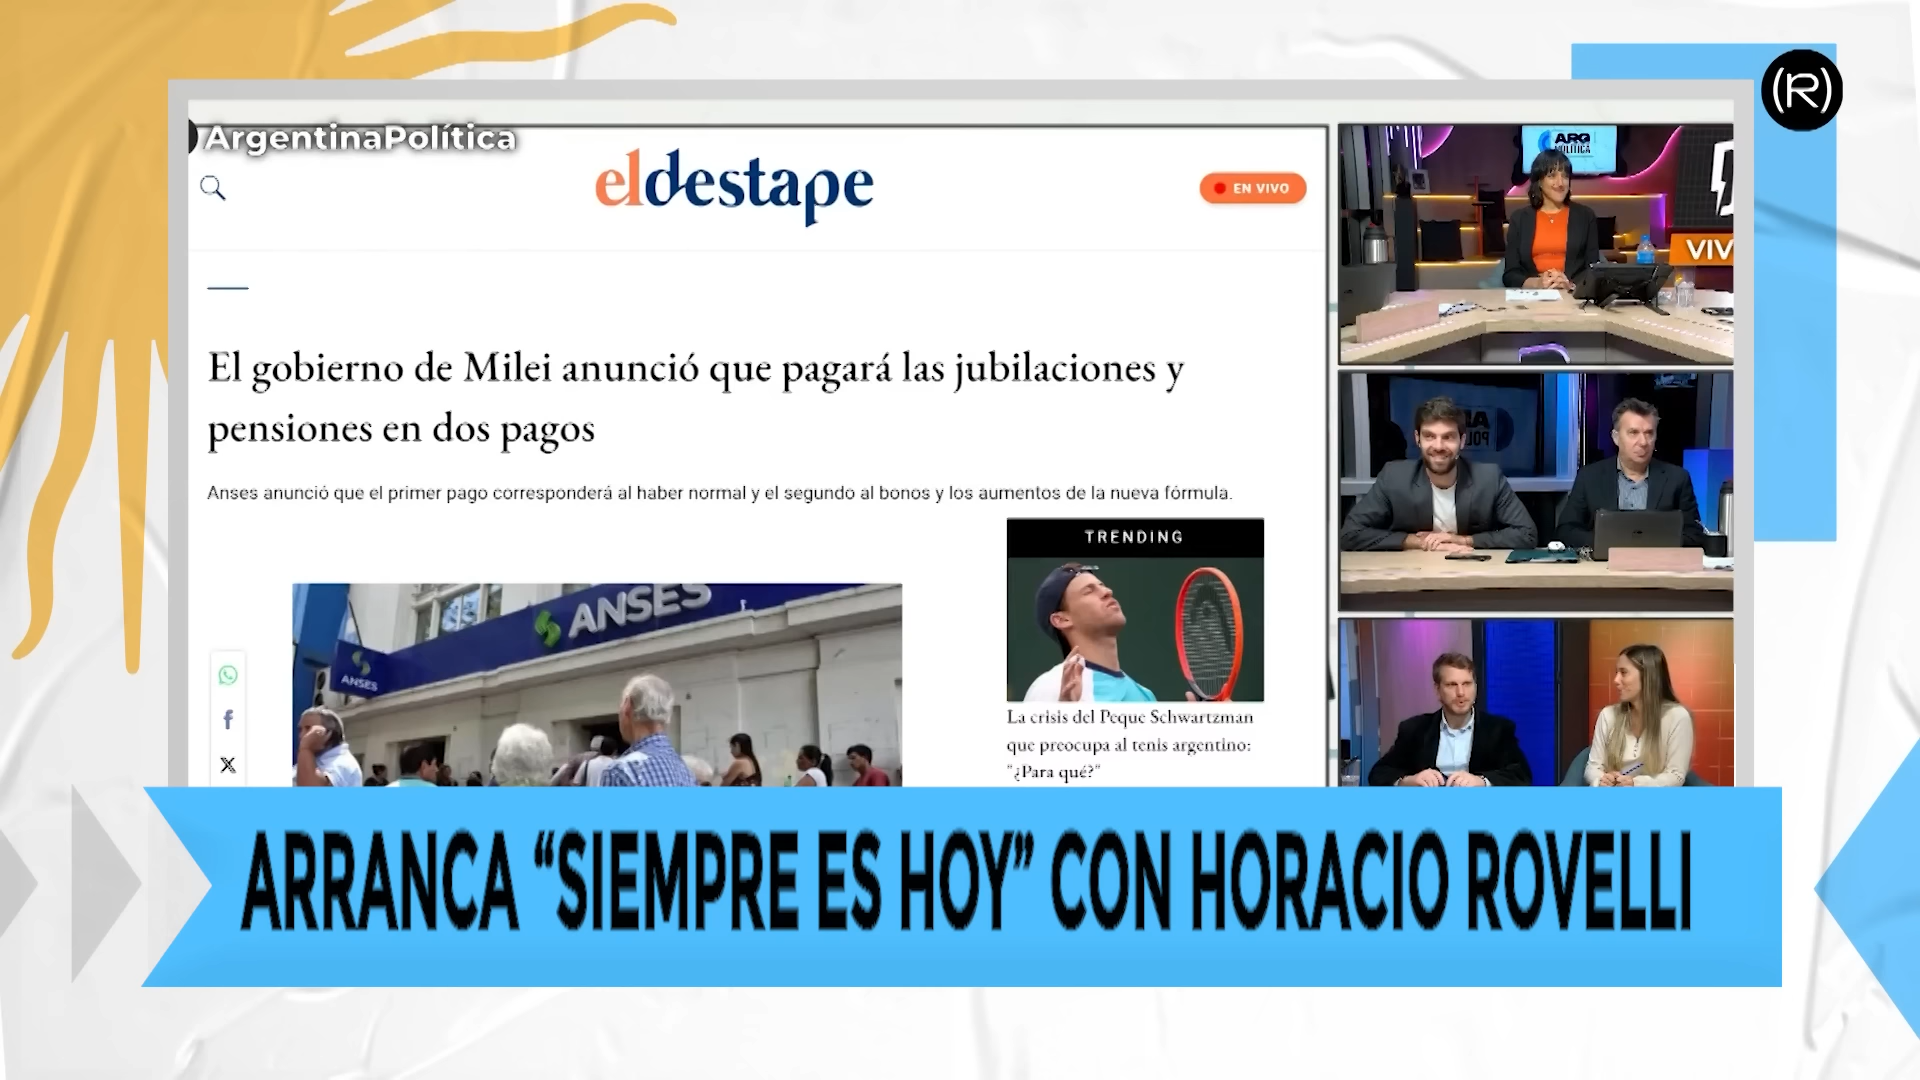 ArgentinaPolítica
eldestape
EN VIVO
El gobierno de Milei anunció que pagará las jubilaciones y
pensiones en dos pagos
Anses anunció que el primer pago corresponderá al haber normal y el segundo al bonos y los aumentos de la nueva fórmula.
TRENDING
La crisis del Peque Schwartzman
que preocupa al tenis argentino:
"¿Para qué?"
ANSES
ANSES
(R)
ARG
POLÍTICA
VIV
ARRANCA “SIEMPRE ES HOY” CON HORACIO ROVELLI